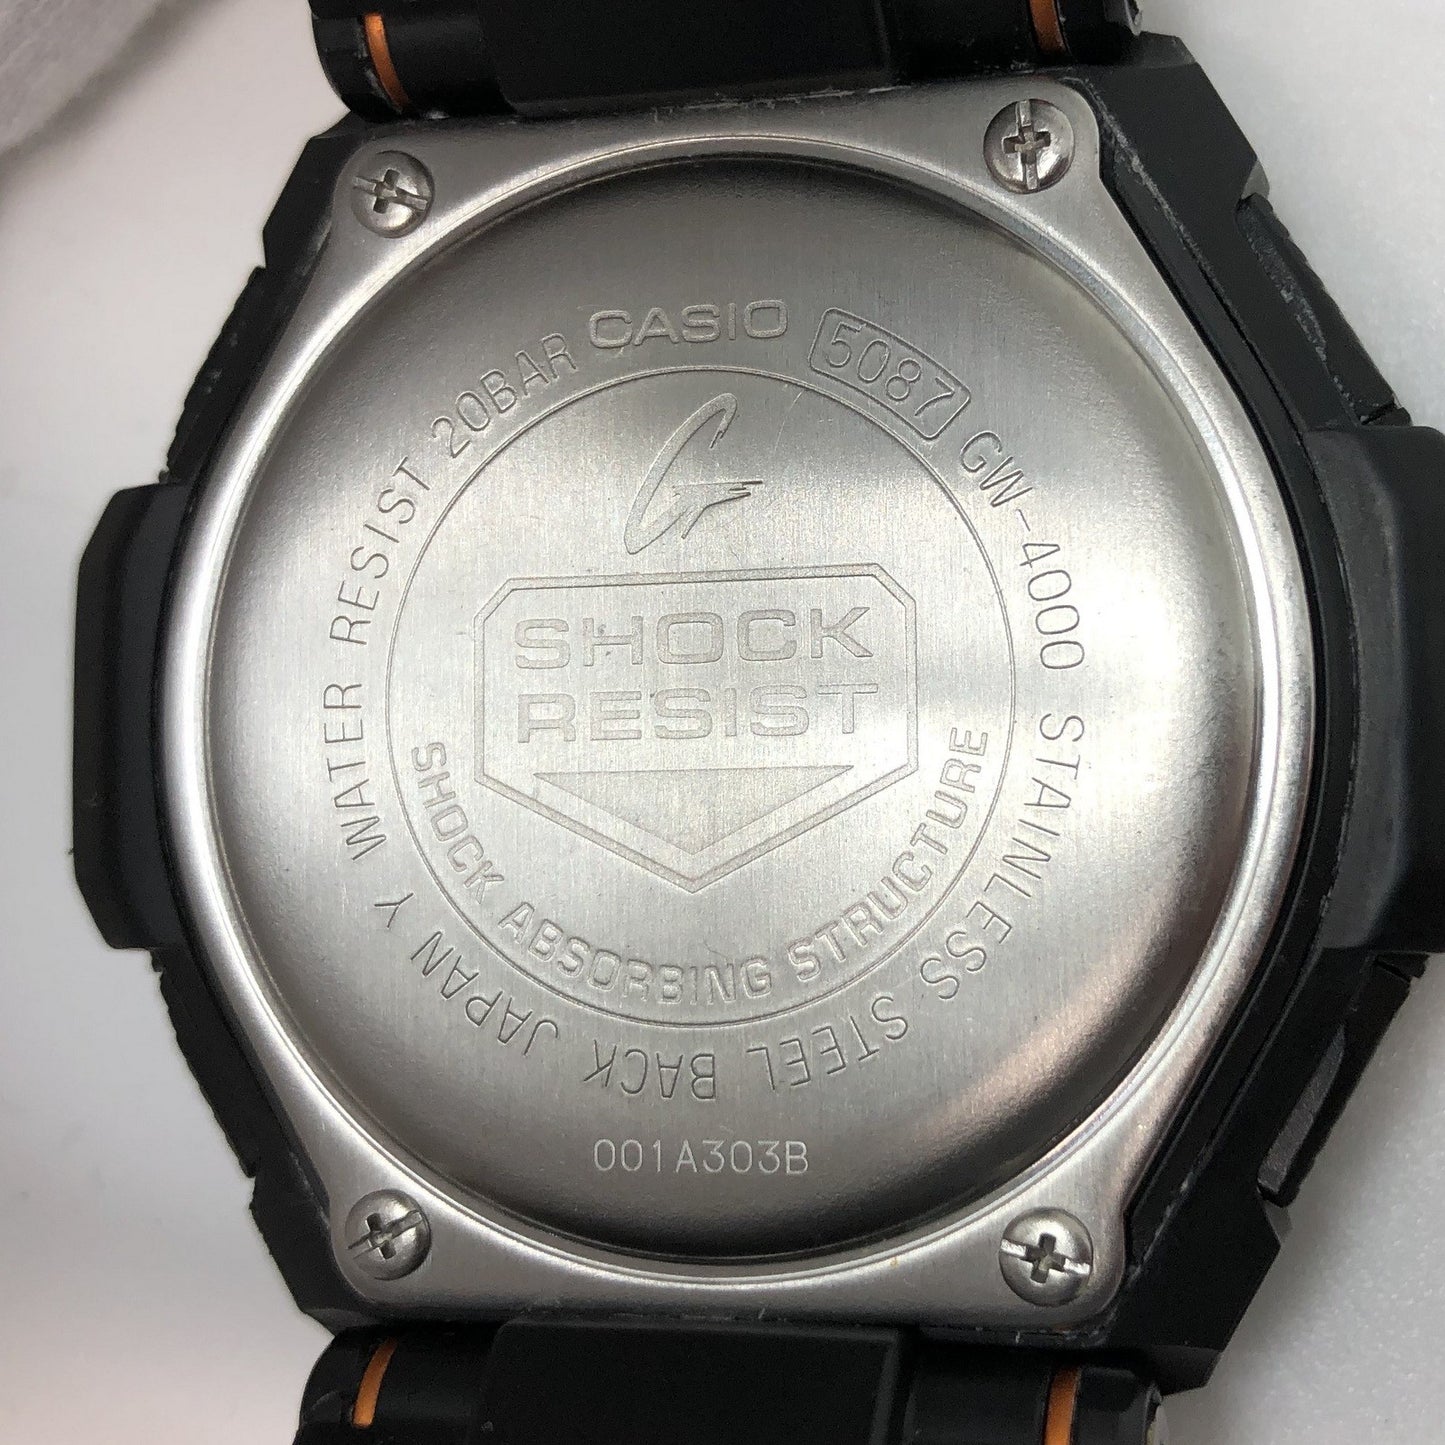 CASIO 5087 GW-4000 STAINLESS STEEL BACK JAPAN Y WATER RESIST 20BAR
G
SHOCK
RESIST
SHOCK ABSORBING STRUCTURE
001A303B